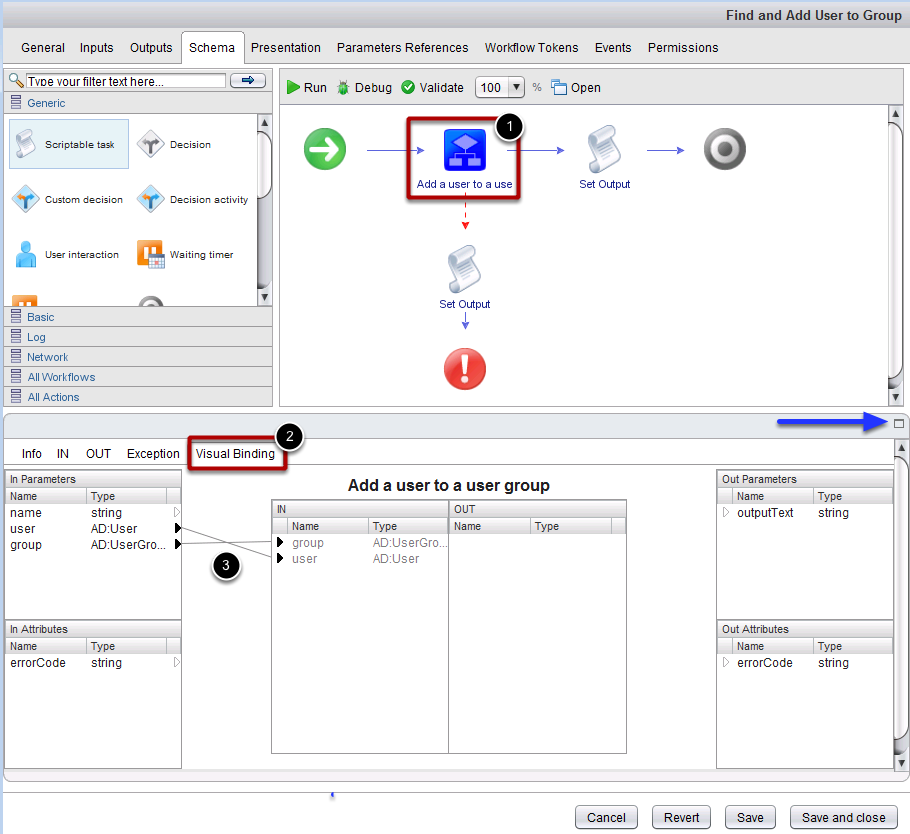 Find and Add User to Group
General Inputs Outputs Schema Presentation Parameters References Workflow Tokens Events Permissions
Type your filter text here...
Run Debug Validate 100 % Open
Generic
Scriptable task Decision
Custom decision Decision activity
User interaction Waiting timer
Basic
Log
Network
All Workflows
All Actions
1
Add a user to a use
Set Output
Set Output
2
Info IN OUT Exception Visual Binding
In Parameters
Name Type
name string
user AD:User
group AD:UserGro...
In Attributes
Name Type
errorCode string
3
Add a user to a user group
IN OUT
Name Type Name Type
group AD:UserGro...
user AD:User
Out Parameters
Name Type
outputText string
Out Attributes
Name Type
errorCode string
Cancel Revert Save Save and close